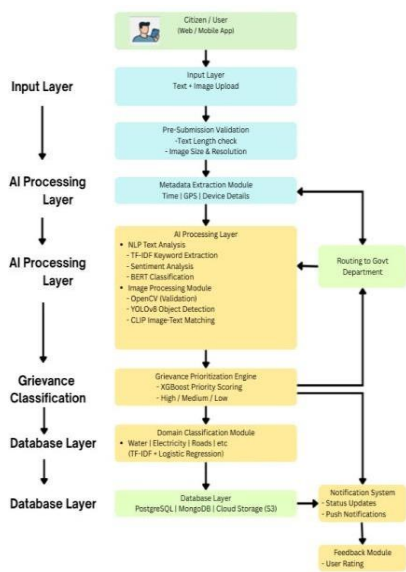 Citizen / User
(Web / Mobile App)
Input Layer
Input Layer
Text + Image Upload
Pre-Submission Validation
-Text Length check
- Image Size & Resolution
AI Processing
Layer
Metadata Extraction Module
Time | GPS | Device Details
AI Processing
Layer
AI Processing Layer
• NLP Text Analysis
- TF-IDF Keyword Extraction
- Sentiment Analysis
- BERT Classification
• Image Processing Module
- OpenCV (Validation)
- YOLOv8 Object Detection
- CLIP Image-Text Matching
Routing to Govt
Department
Grievance
Classification
Grievance Prioritization Engine
- XGBoost Priority Scoring
- High / Medium / Low
Database Layer
Domain Classification Module
• Water | Electricity | Roads | etc
(TF-IDF + Logistic Regression)
Database Layer
Database Layer
PostgreSQL | MongoDB | Cloud Storage (S3)
Notification System
- Status Updates
- Push Notifications
Feedback Module
- User Rating